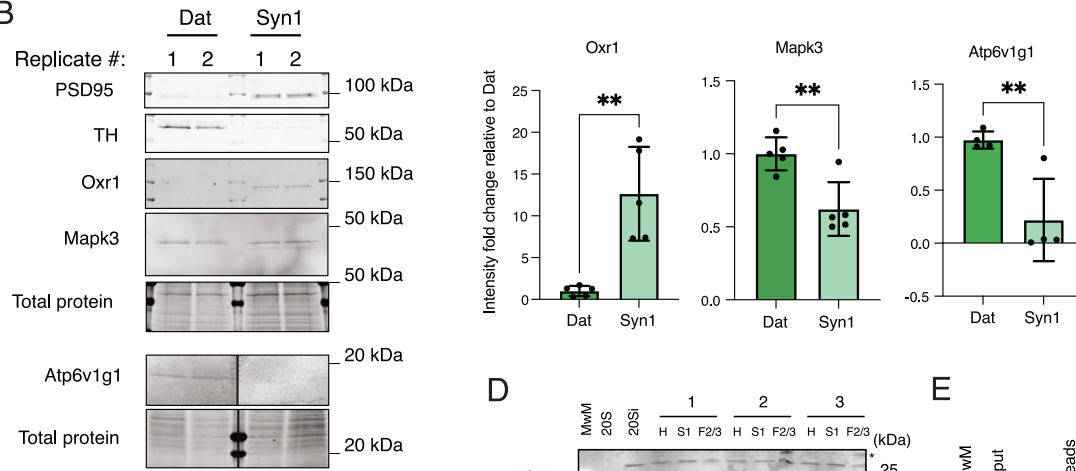 B
Dat Syn1
Replicate #: 1 2 1 2
PSD95 100 kDa
TH 50 kDa
Oxr1 150 kDa
50 kDa
Mapk3
50 kDa
Total protein
20 kDa
Atp6v1g1
Total protein
20 kDa
Oxr1
Intensity fold change relative to Dat
25
20
15
10
5
0
**
Dat Syn1
Mapk3
1.5
1.0
0.5
0.0
**
Dat Syn1
Atp6v1g1
1.5
1.0
0.5
0.0
-0.5
**
Dat Syn1
D
MwM 20S 20Si
1 2 3
H S1 F2/3 H S1 F2/3 H S1 F2/3
(kDa)
*
25
E